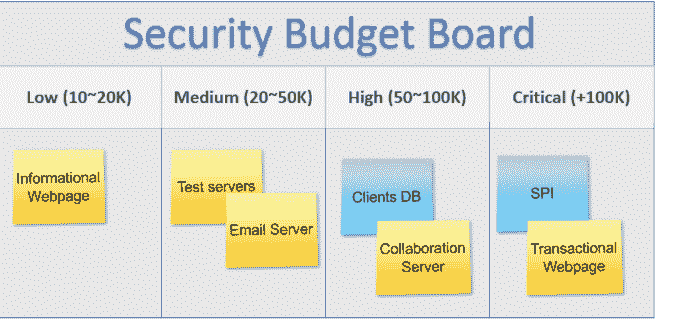 Security Budget Board
Low (10~20K)
Medium (20~50K)
High (50~100K)
Critical (+100K)
Informational
Webpage
Test servers
Email Server
Clients DB
Collaboration
Server
SPI
Transactional
Webpage